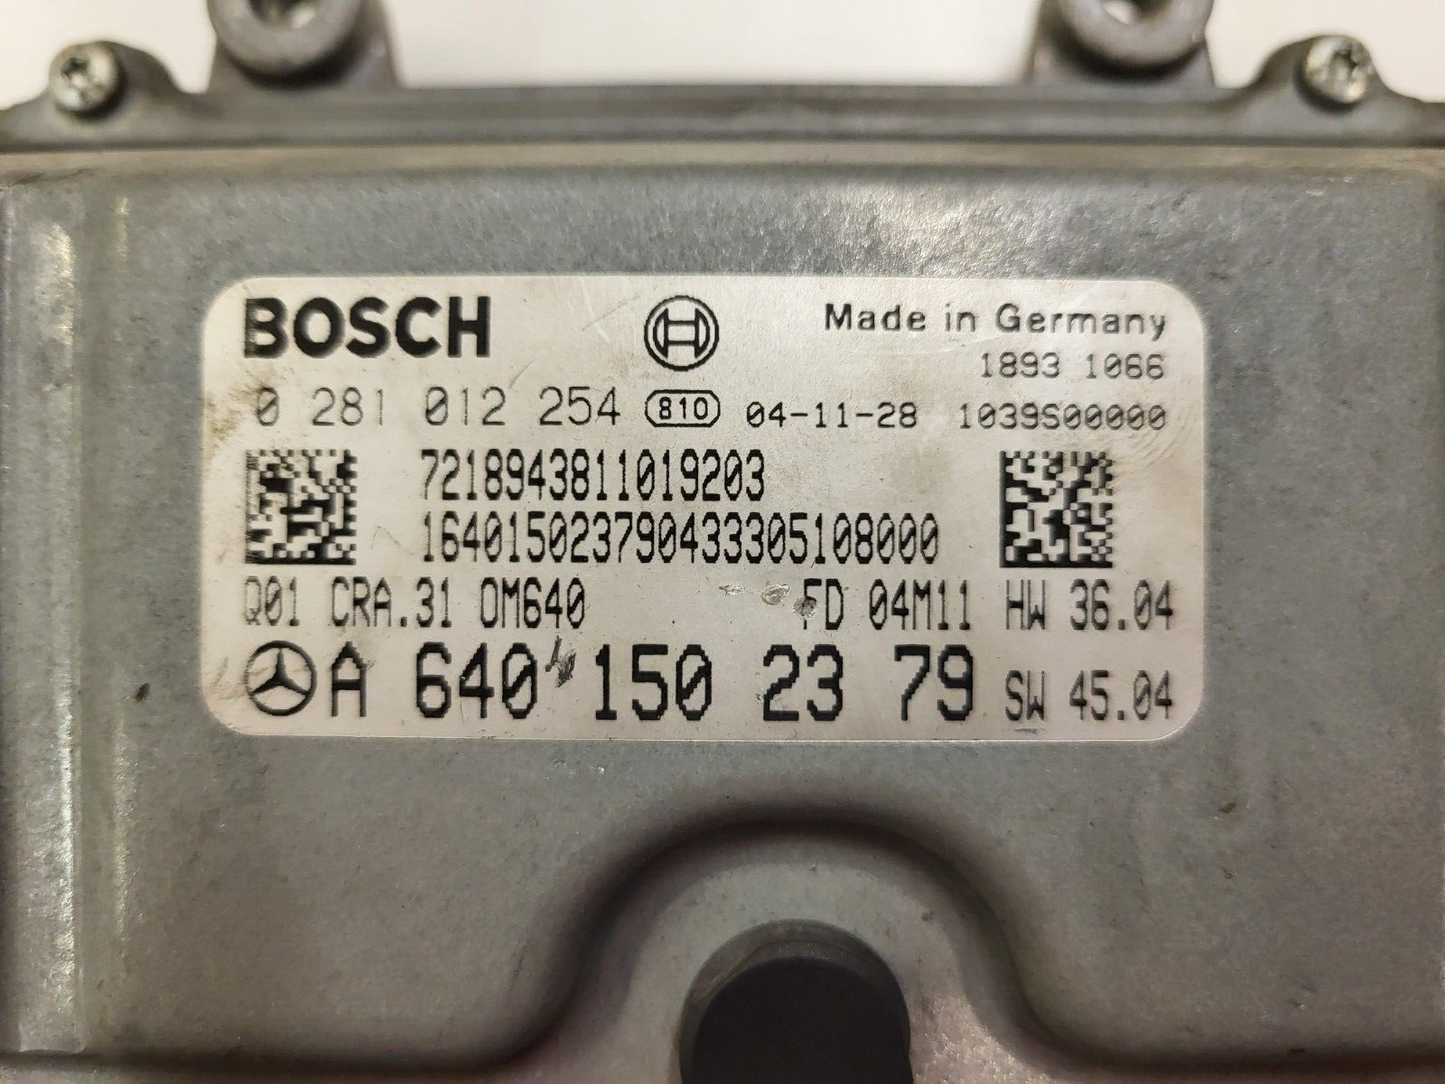 BOSCH
Made in Germany
1893 1066
0 281 012 254 810 04-11-28 1039S00000
7218943811019203
164015023790433305108000
Q01 CRA.31 OM640 FD 04M11 HW 36.04
A 640 150 23 79 SW 45.04